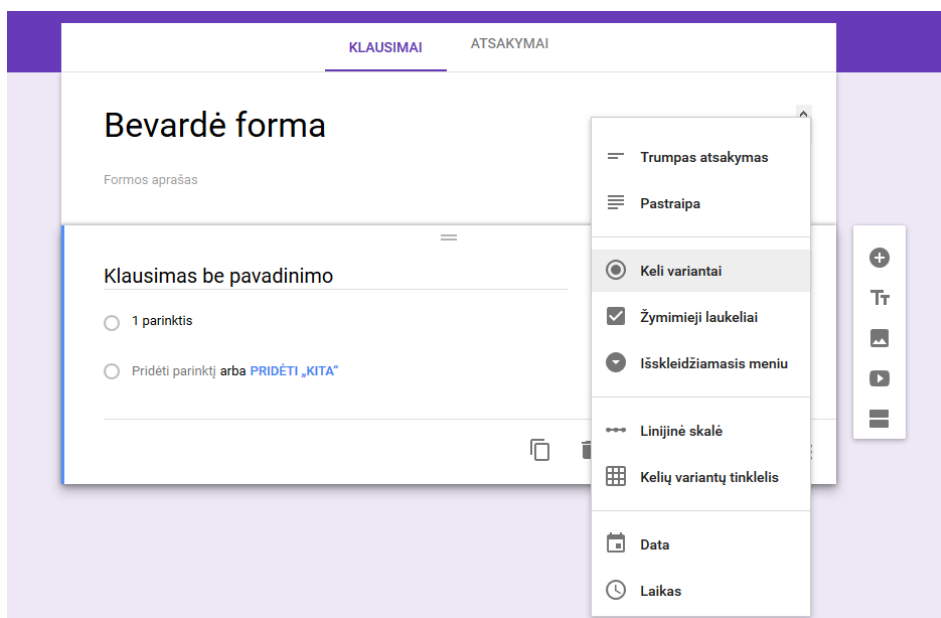 KLAUSIMAI
ATSAKYMAI
Bevardė forma
Formos aprašas
Klausimas be pavadinimo
1 parinktis
Pridėti parinktį arba PRIDĖTI „KITA“
Trumpas atsakymas
Pastraipa
Keli variantai
Žymimieji laukeliai
Išskleidžiamasis meniu
Linijinė skalė
Kelių variantų tinklelis
Data
Laikas
Tт